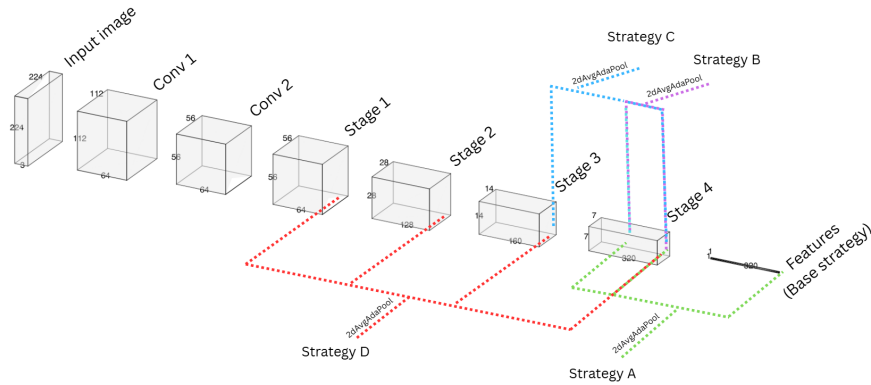 Input image
224
224
3
Conv 1
112
112
64
Conv 2
56
56
64
Stage 1
56
56
64
Stage 2
28
28
128
Stage 3
14
14
160
Stage 4
7
7
320
1
320
Features
(Base strategy)
Strategy C
2dAvgAdaPool
Strategy B
2dAvgAdaPool
2dAvgAdaPool
Strategy D
2dAvgAdaPool
Strategy A